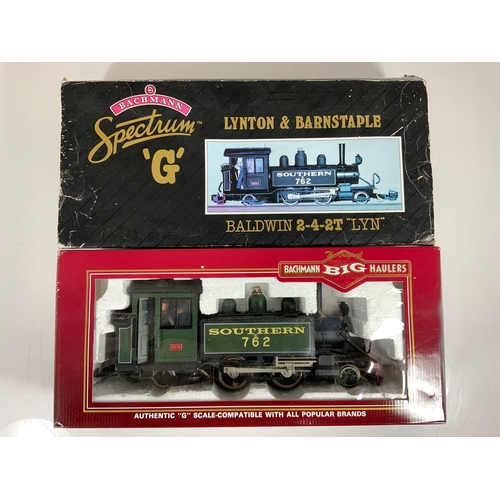 BACHMANN
Spectrum™
'G'
LYNTON & BARNSTAPLE
SOUTHERN
762
BALDWIN 2-4-2T "LYN"
BACHMANN BIG HAULERS
SOUTHERN
762
AUTHENTIC "G" SCALE-COMPATIBLE WITH ALL POPULAR BRANDS